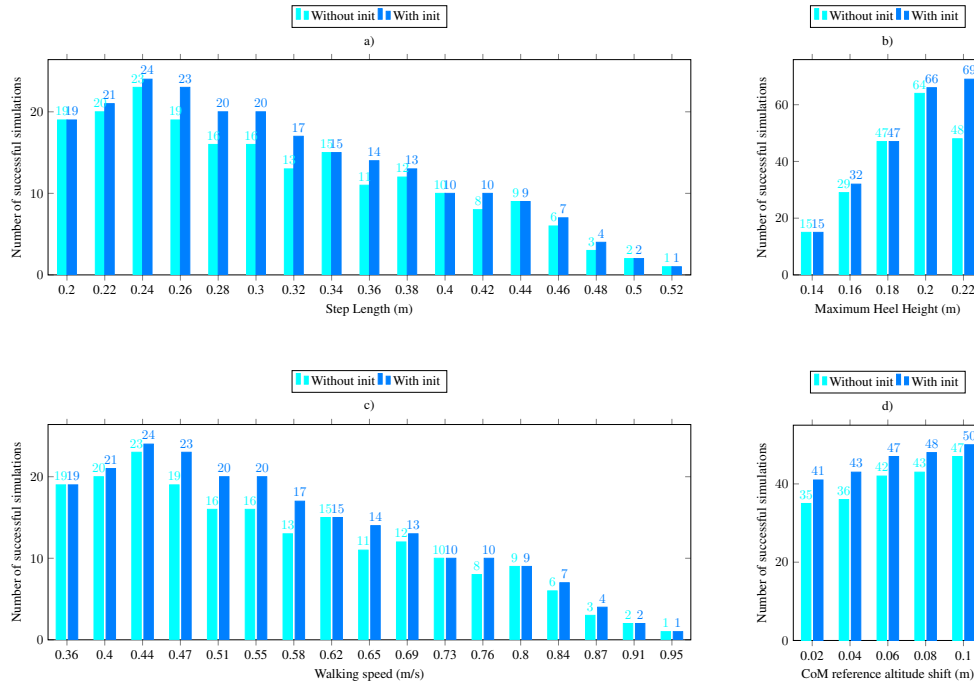 Without init With init
a)
Number of successful simulations
0
10
20
19 20 23 19 16 16 13 15 11 12 10 8 9 6 3 2 1
19 21 24 23 20 20 17 15 14 13 10 10 9 7 4 2 1
0.2 0.22 0.24 0.26 0.28 0.3 0.32 0.34 0.36 0.38 0.4 0.42 0.44 0.46 0.48 0.5 0.52
Step Length (m)
Without init With init
b)
Number of successful simulations
0
20
40
60
15 29 47 64 48
15 32 47 66 69
0.14 0.16 0.18 0.2 0.22
Maximum Heel Height (m)
Without init With init
c)
Number of successful simulations
0
10
20
19 20 23 19 16 16 13 15 11 12 10 8 9 6 3 2 1
19 21 24 23 20 20 17 15 14 13 10 10 9 7 4 2 1
0.36 0.4 0.44 0.47 0.51 0.55 0.58 0.62 0.65 0.69 0.73 0.76 0.8 0.84 0.87 0.91 0.95
Walking speed (m/s)
Without init With init
d)
Number of successful simulations
0
20
40
35 36 42 43 47
41 43 47 48 50
0.02 0.04 0.06 0.08 0.1
CoM reference altitude shift (m)